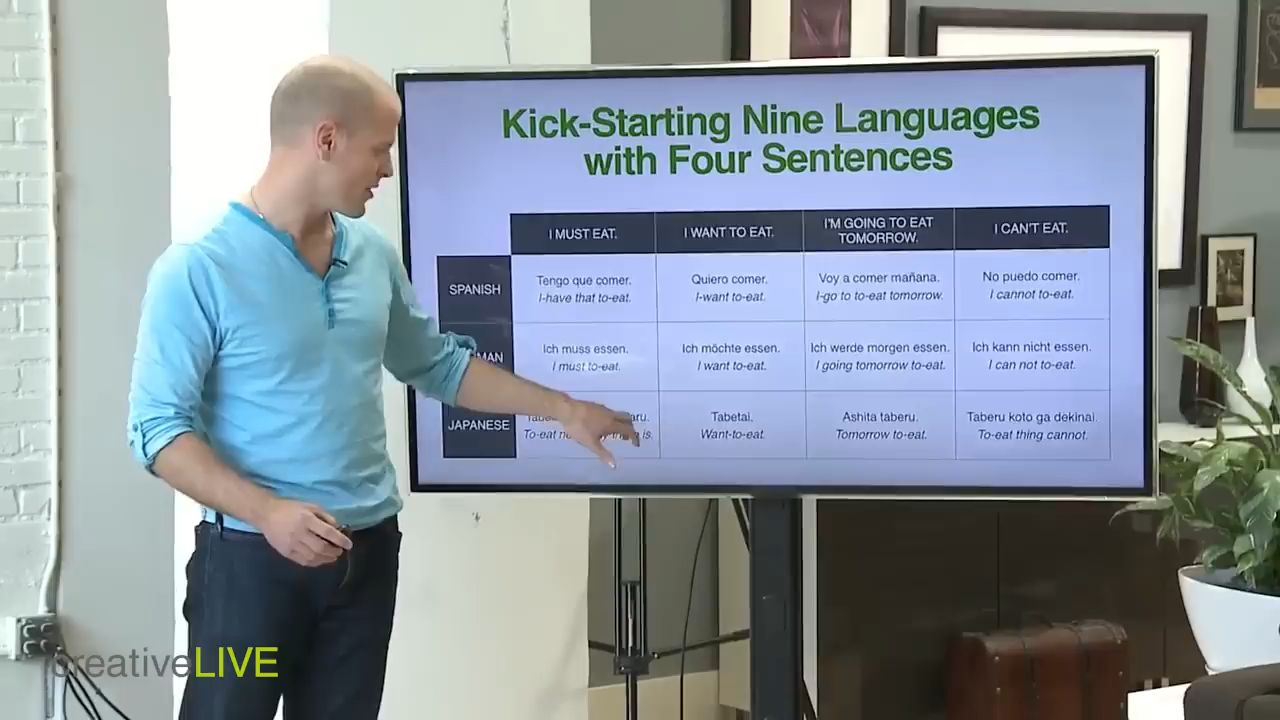 Kick-Starting Nine Languages
with Four Sentences
I MUST EAT.
I WANT TO EAT.
I'M GOING TO EAT
TOMORROW.
I CAN'T EAT.
SPANISH
Tengo que comer.
I-have that to-eat.
Quiero comer.
I-want to-eat.
Voy a comer mañana.
I-go to to-eat tomorrow.
No puedo comer.
I cannot to-eat.
Ich muss essen.
I must to-eat.
Ich möchte essen.
I want to-eat.
Ich werde morgen essen.
I going tomorrow to-eat.
Ich kann nicht essen.
I can not to-eat.
JAPANESE
To-eat is.
Tabetai.
Want-to-eat.
Ashita taberu.
Tomorrow to-eat.
Taberu koto ga dekinai
To-eat thing cannot.
creativeLIVE